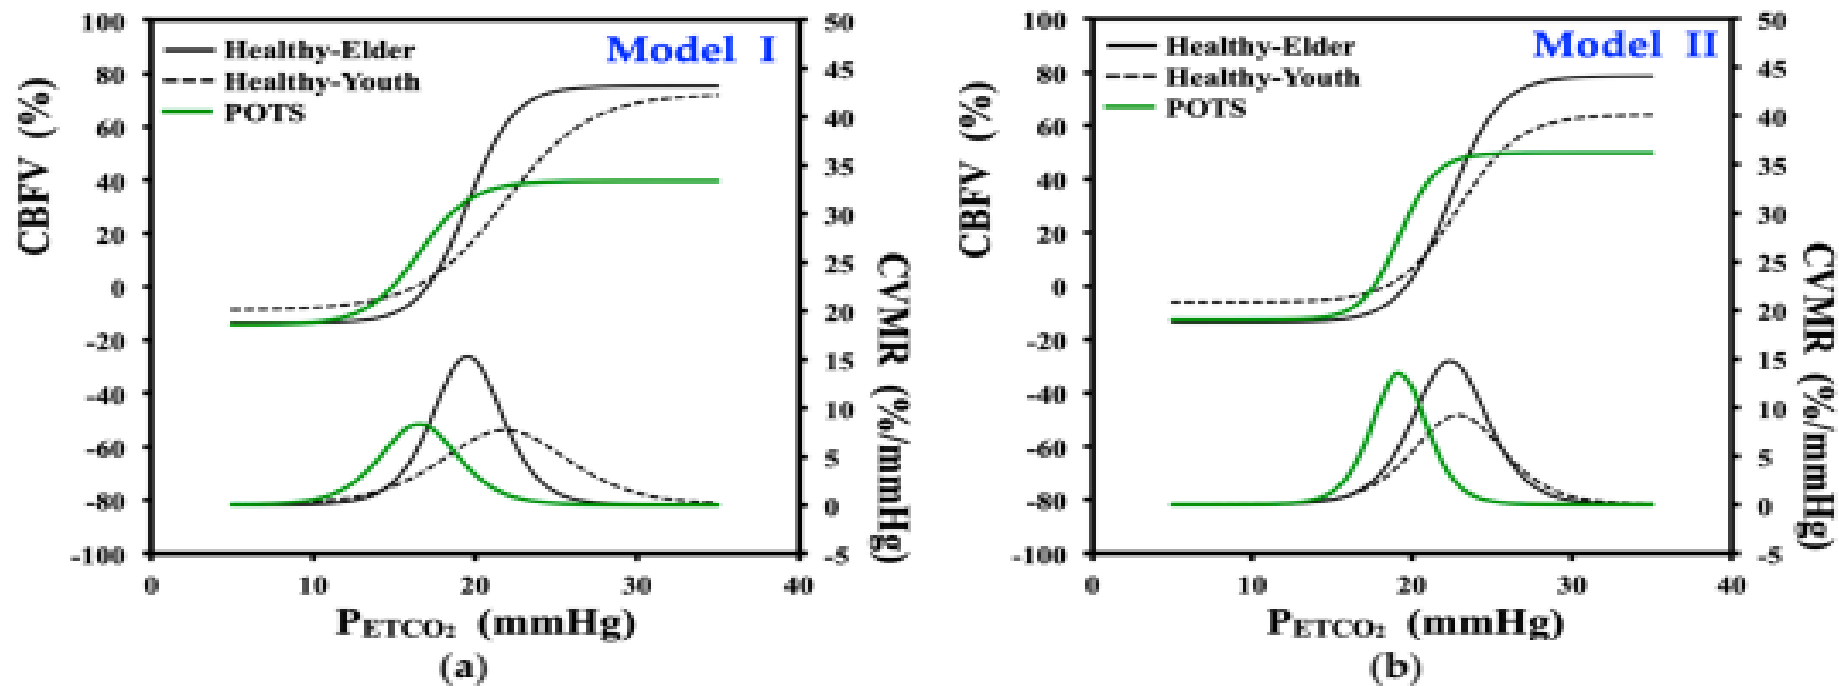 Model I
Healthy-Elder
Healthy-Youth
POTS
CBFV (%)
100
80
60
40
20
0
-20
-40
-60
-80
-100
50
45
40
35
30
25
20
15
10
5
0
-5
CVMR (%/mmHg)
0 10 20 30 40
PETCO₂ (mmHg)
(a)
Model II
Healthy-Elder
Healthy-Youth
POTS
CBFV (%)
100
80
60
40
20
0
-20
-40
-60
-80
-100
50
45
40
35
30
25
20
15
10
5
0
-5
CVMR (%/mmHg)
0 10 20 30 40
PETCO₂ (mmHg)
(b)